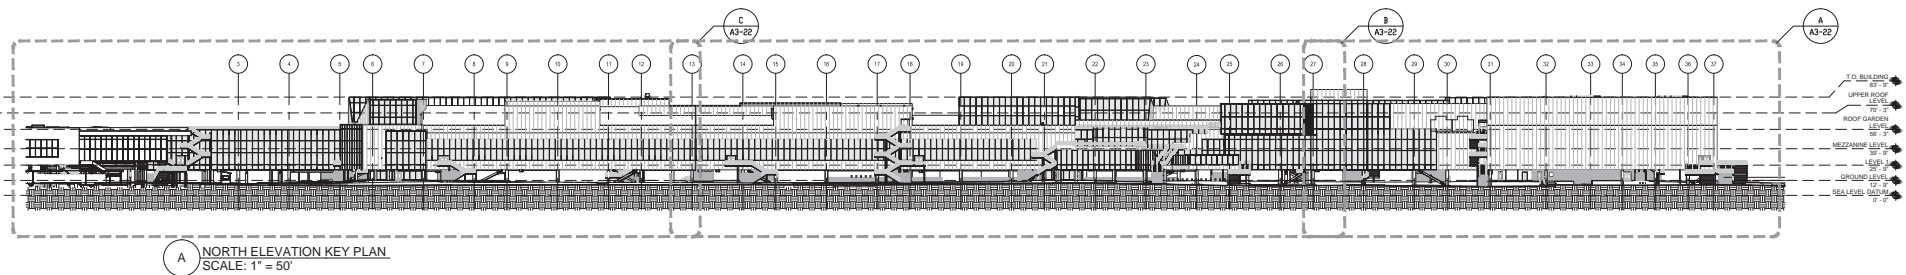 C
A3-22
B
A3-22
A
A3-22
3 4 5 6 7 8 9 10 11 12 13 14 15 16 17 18 19 20 21 22 23 24 25 26 27 28 29 30 31 32 33 34 35 36 37
T.O. BUILDING
83' - 9"
UPPER ROOF
LEVEL
70' - 3"
ROOF GARDEN
LEVEL
56' - 3"
MEZZANINE LEVEL
39' - 9"
LEVEL 1
25' - 9"
GROUND LEVEL
12' - 9"
SEA LEVEL DATUM
0' - 0"
A
NORTH ELEVATION KEY PLAN
SCALE: 1" = 50'